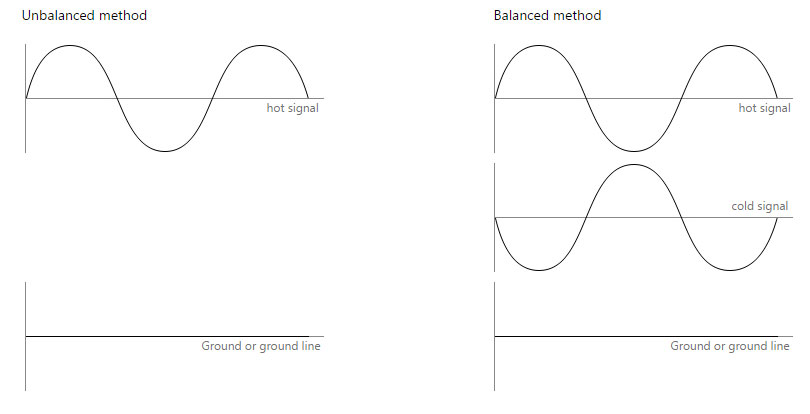 Unbalanced method
Balanced method
hot signal
hot signal
cold signal
Ground or ground line
Ground or ground line